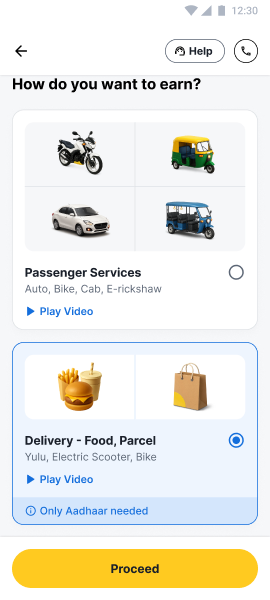 12:30
Help
How do you want to earn?
Passenger Services
Auto, Bike, Cab, E-rickshaw
Play Video
Delivery - Food, Parcel
Yulu, Electric Scooter, Bike
Play Video
Only Aadhaar needed
Proceed